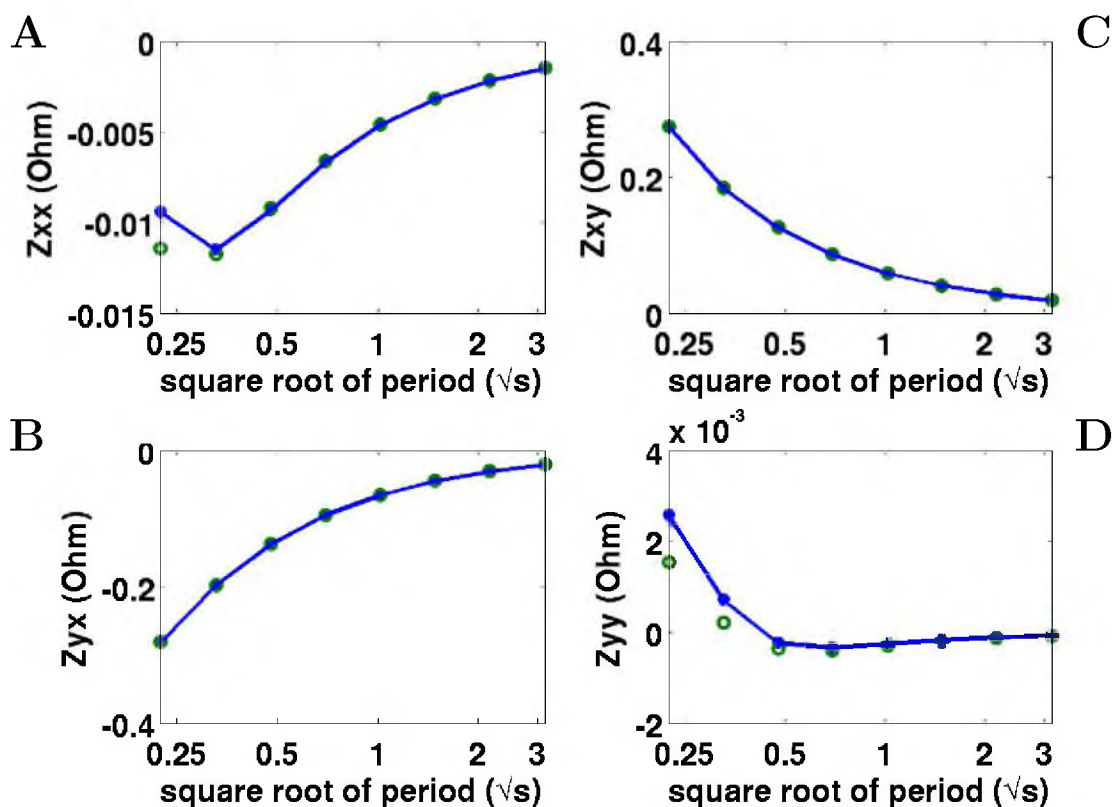 A
0
-0.005
-0.01
-0.015
Zxx (Ohm)
0.25 0.5 1 2 3
square root of period (√s)
C
0.4
0.2
0
Zxy (Ohm)
0.25 0.5 1 2 3
square root of period (√s)
B
0
-0.2
-0.4
Zyx (Ohm)
0.25 0.5 1 2 3
square root of period (√s)
D
x 10⁻³
4
2
0
-2
Zyy (Ohm)
0.25 0.5 1 2 3
square root of period (√s)